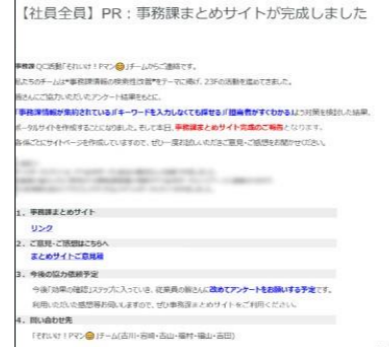 【社員全員】PR：事務課まとめサイトが完成しました
事務課QC活動「それいけ！Pマン😊」チームからご連絡です。
私たちのチームは"事務課情報の検索性改善"をテーマに掲げ、23Fの活動を進めてきました。
皆さんにご協力いただいたアンケート結果をもとに、
「事務課情報が集約されている」「キーワードを入力しなくても探せる」「担当者がすぐわかる」よう対策を検討した結果、
ポータルサイトを作成することになりました。そして本日、事務課まとめサイト完成のご報告となります。
各係ごとにサイトページを作成していますので、ぜひ一度お試しいただきご意見・ご感想をお聞かせください。
1．事務課まとめサイト
リンク
2．ご意見・ご感想はこちらへ
まとめサイトご意見箱
3．今後の協力依頼予定
今後「効果の確認」ステップに入っていき、従業員の皆さんに改めてアンケートをお願いする予定です。
利用いただいた感想等お伺いしますので、ぜひ事務課まとめサイトをご利用ください。
4．問い合わせ先
「それいけ！Pマン😊」チーム(古川・宮崎・古山・福村・福山・吉田)